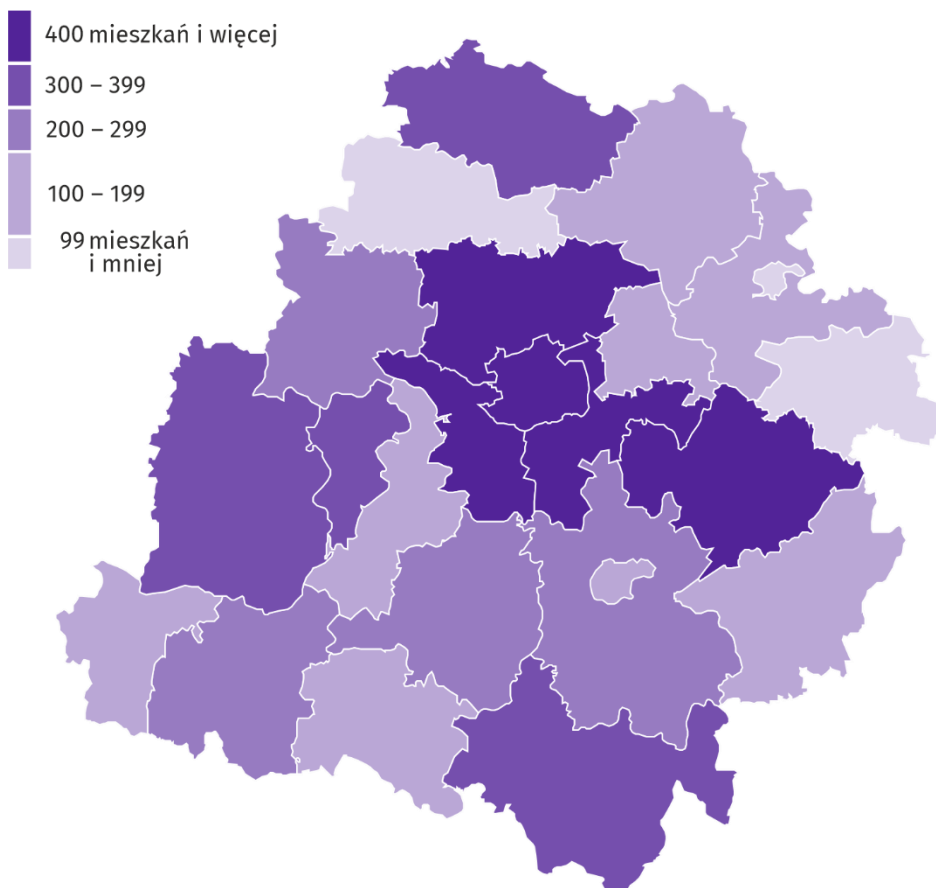 400 mieszkań i więcej
300 – 399
200 – 299
100 – 199
99 mieszkań
i mniej